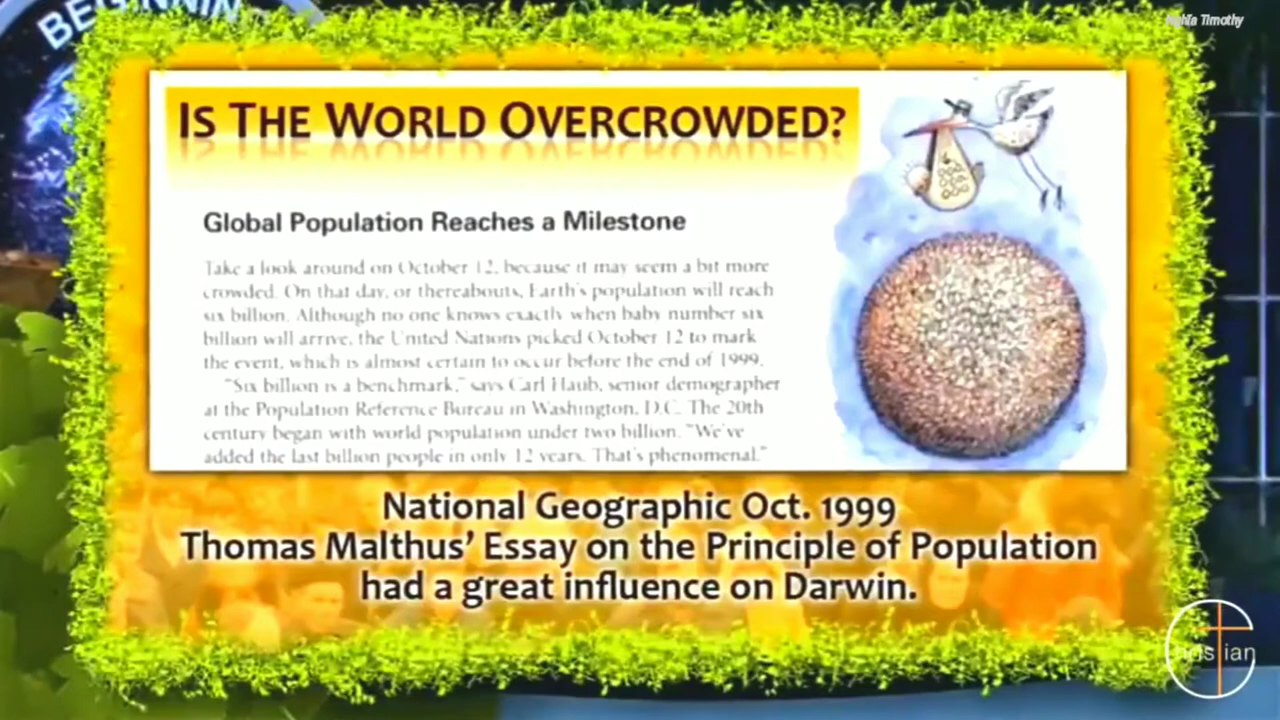 BEGINNIN
Timothy
IS THE WORLD OVERCROWDED?
Global Population Reaches a Milestone
Take a look around on October 12, because it may seem a bit more
crowded. On that day, or thereabouts, Earth's population will reach
six billion. Although no one knows exactly when baby number six
billion will arrive, the United Nations picked October 12 to mark
the event, which is almost certain to occur before the end of 1999.
"Six billion is a benchmark," says Carl Haub, senior demographer
at the Population Reference Bureau in Washington, D.C. The 20th
century began with world population under two billion. "We've
added the last billion people in only 12 years. That's phenomenal."
National Geographic Oct. 1999
Thomas Malthus' Essay on the Principle of Population
had a great influence on Darwin.
Christian